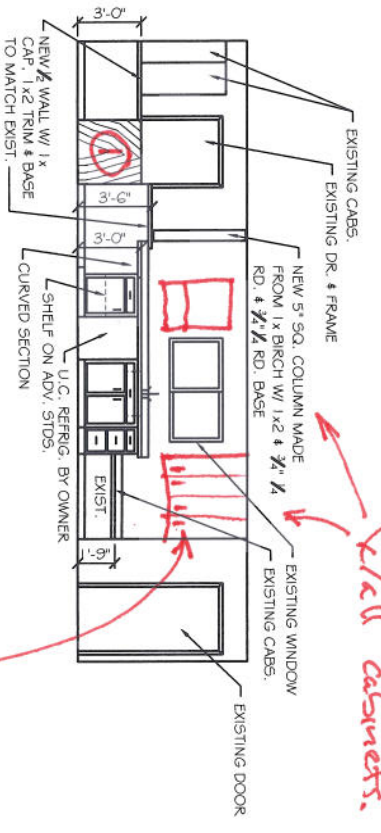 wall cabinets.
EXISTING CABS.
EXISTING DR. & FRAME
NEW 5" SQ. COLUMN MADE
FROM 1x BIRCH W/ 1x2 & 3/4" 1/4
RD. & 3/4" 1/4 RD. BASE
EXISTING WINDOW
EXISTING CABS.
EXISTING DOOR
3'-0"
1
3'-6"
3'-0"
EXIST.
1'-9"
NEW 1/2 WALL W/ 1x
CAP, 1x2 TRIM & BASE
TO MATCH EXIST.
U.C. REFRIG. BY OWNER
SHELF ON ADV. STDS.
CURVED SECTION